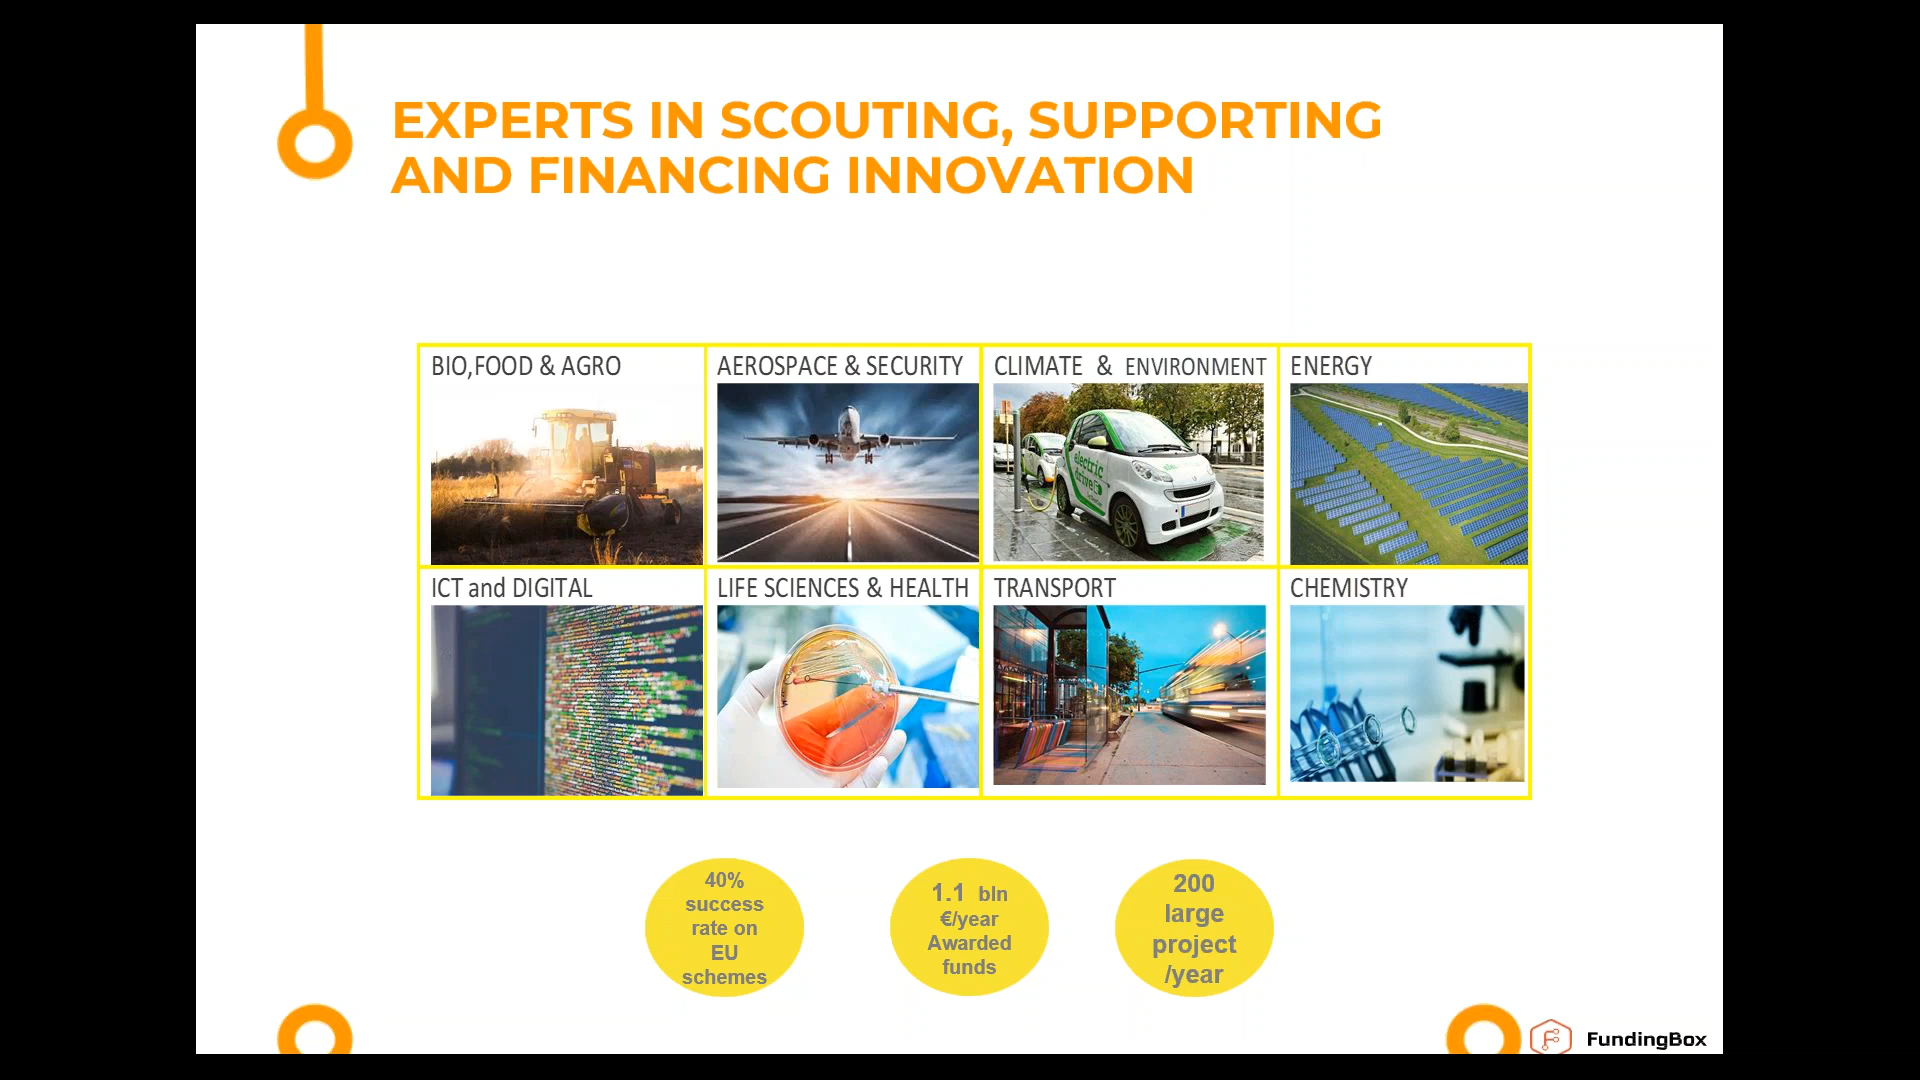 EXPERTS IN SCOUTING, SUPPORTING
AND FINANCING INNOVATION
BIO,FOOD & AGRO
AEROSPACE & SECURITY
CLIMATE & ENVIRONMENT
ENERGY
electric
drive
ICT and DIGITAL
LIFE SCIENCES & HEALTH
TRANSPORT
CHEMISTRY
40%
success
rate on
EU
schemes
1.1 bln
€/year
Awarded
funds
200
large
project
/year
FundingBox